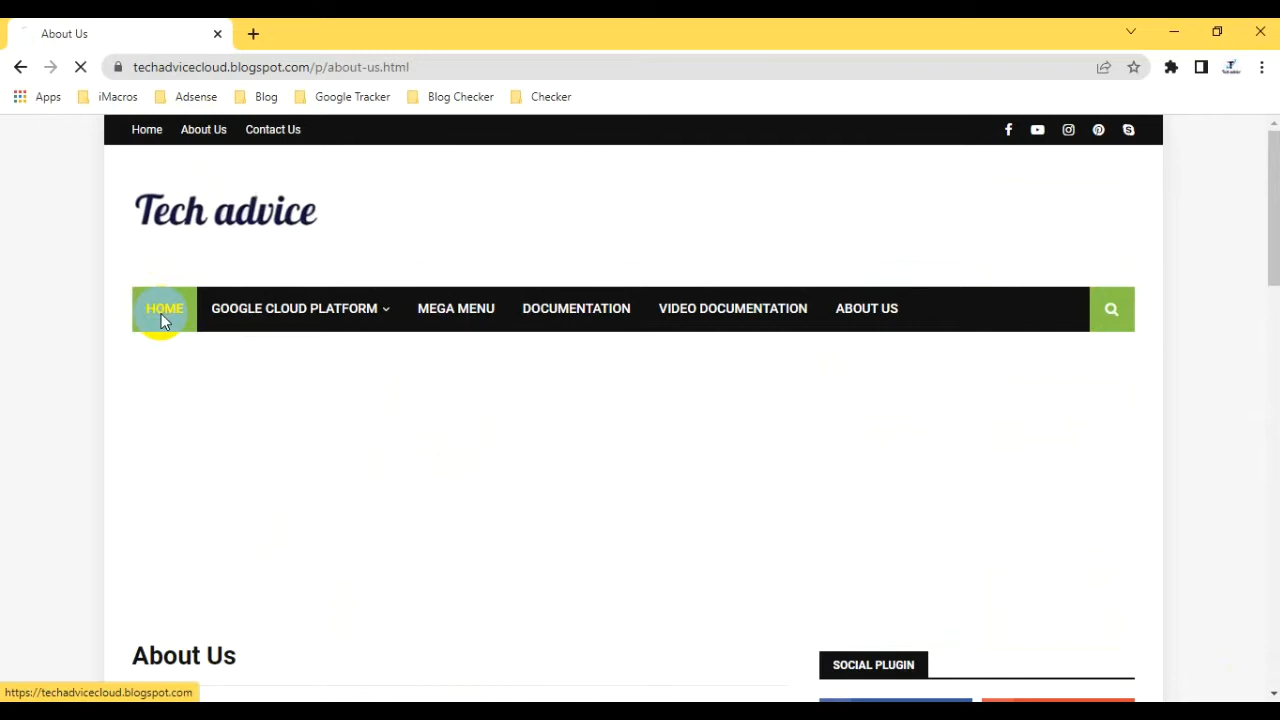 About Us
techadvicecloud.blogspot.com/p/about-us.html
Apps iMacros Adsense Blog Google Tracker Blog Checker Checker
Home About Us Contact Us
Tech advice
HOME GOOGLE CLOUD PLATFORM MEGA MENU DOCUMENTATION VIDEO DOCUMENTATION ABOUT US
About Us
SOCIAL PLUGIN
https://techadvicecloud.blogspot.com